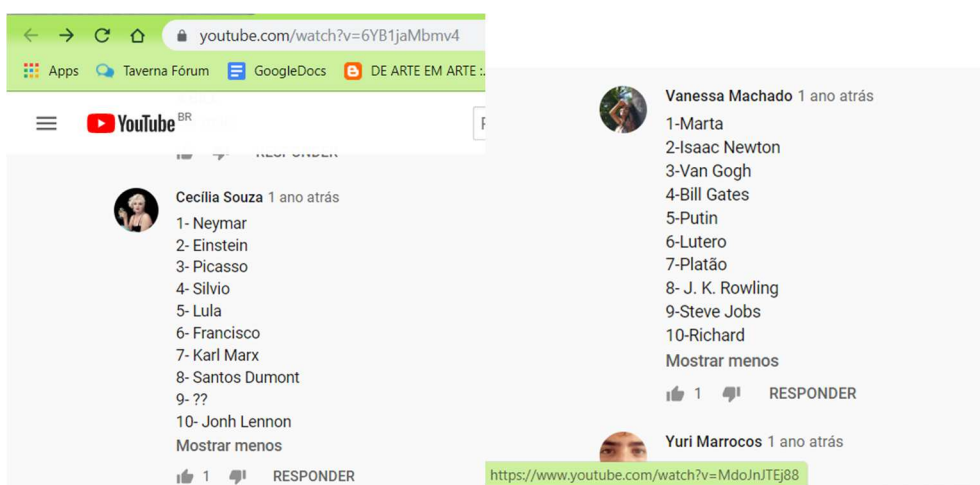 youtube.com/watch?v=6YB1jaMbmv4
Apps Taverna Fórum GoogleDocs DE ARTE EM ARTE :.
YouTube BR
RESPONDER
Cecília Souza 1 ano atrás
1- Neymar
2- Einstein
3- Picasso
4- Silvio
5- Lula
6- Francisco
7- Karl Marx
8- Santos Dumont
9- ??
10- Jonh Lennon
Mostrar menos
1 RESPONDER
Vanessa Machado 1 ano atrás
1-Marta
2-Isaac Newton
3-Van Gogh
4-Bill Gates
5-Putin
6-Lutero
7-Platão
8- J. K. Rowling
9-Steve Jobs
10-Richard
Mostrar menos
1 RESPONDER
Yuri Marrocos 1 ano atrás
https://www.youtube.com/watch?v=MdoJnJTEj88